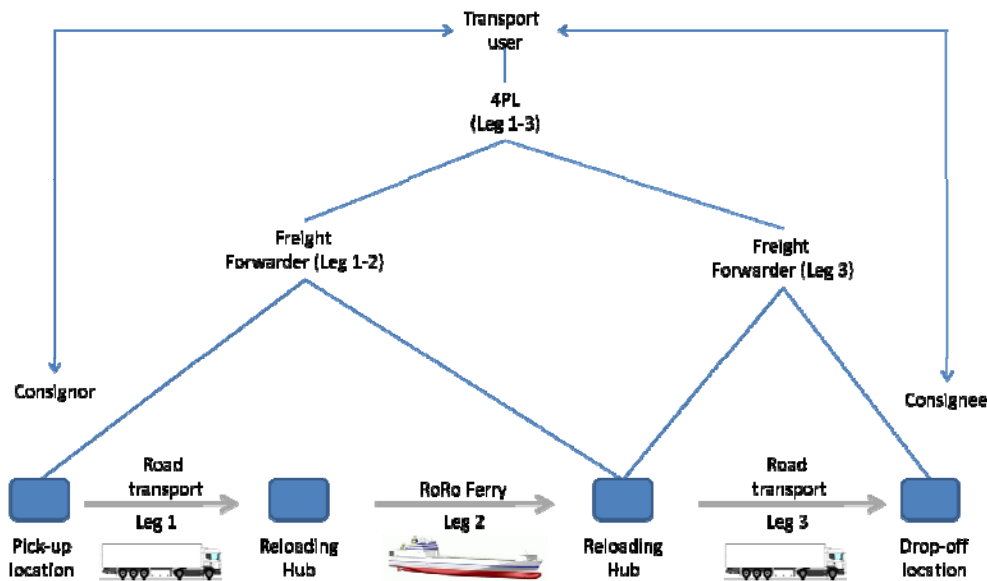 Transport
user
4PL
(Leg 1-3)
Freight
Forwarder (Leg 1-2)
Freight
Forwarder (Leg 3)
Consignor
Consignee
Road
transport
Leg 1
RoRo Ferry
Leg 2
Road
transport
Leg 3
Pick-up
location
Reloading
Hub
Reloading
Hub
Drop-off
location